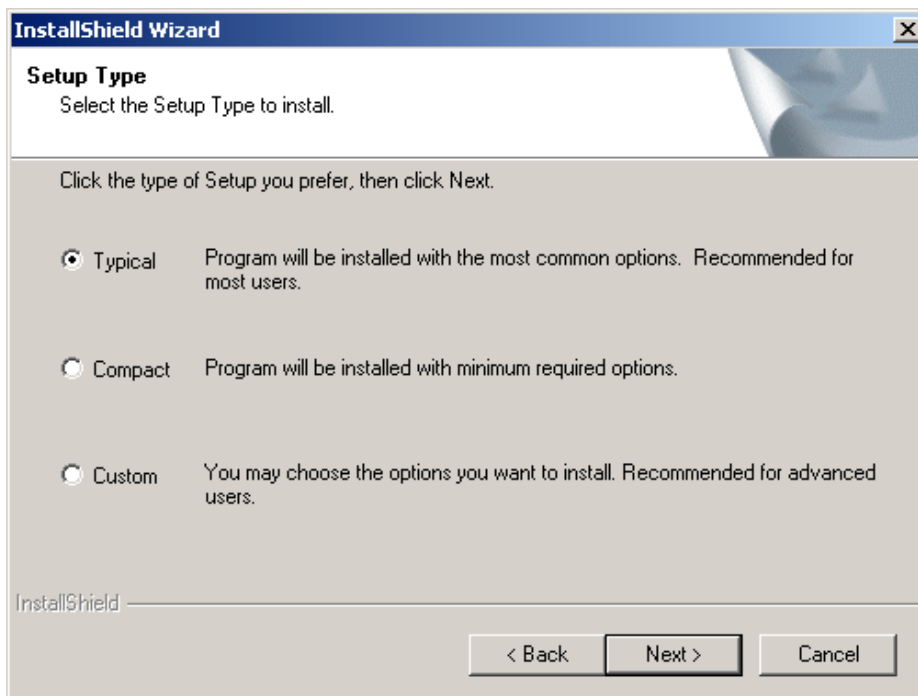 InstallShield Wizard
Setup Type
Select the Setup Type to install.
Click the type of Setup you prefer, then click Next.
Typical Program will be installed with the most common options.  Recommended for
most users.
Compact Program will be installed with minimum required options.
Custom You may choose the options you want to install. Recommended for advanced
users.
InstallShield
< Back Next > Cancel